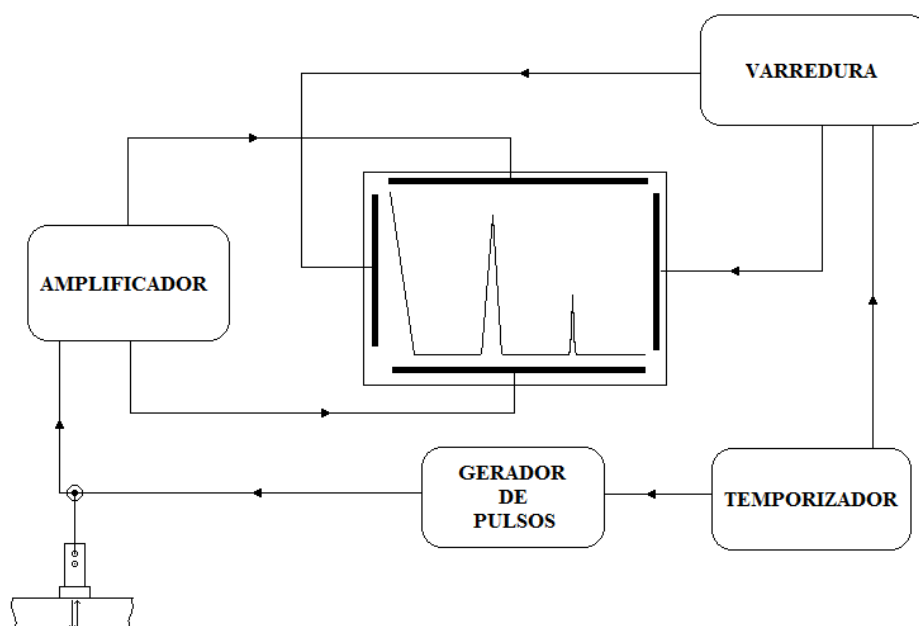 VARREDURA
AMPLIFICADOR
GERADOR
DE
PULSOS
TEMPORIZADOR